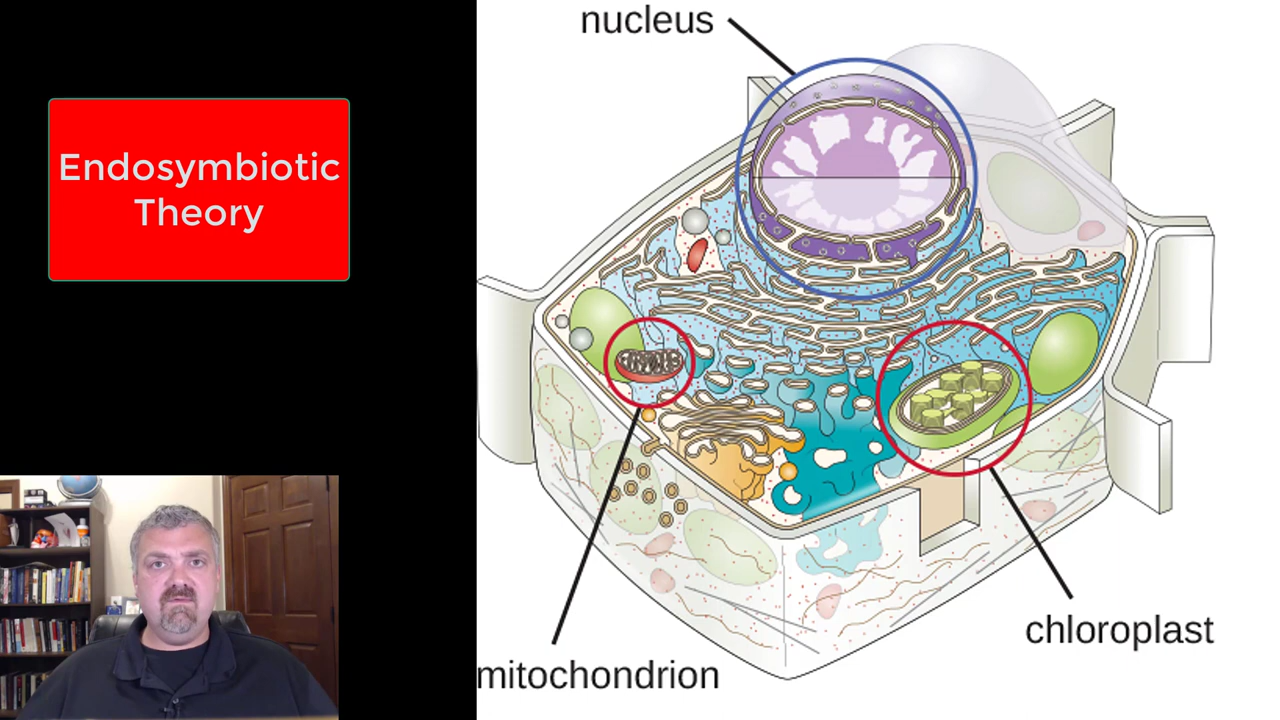 nucleus
Endosymbiotic
Theory
chloroplast
mitochondrion